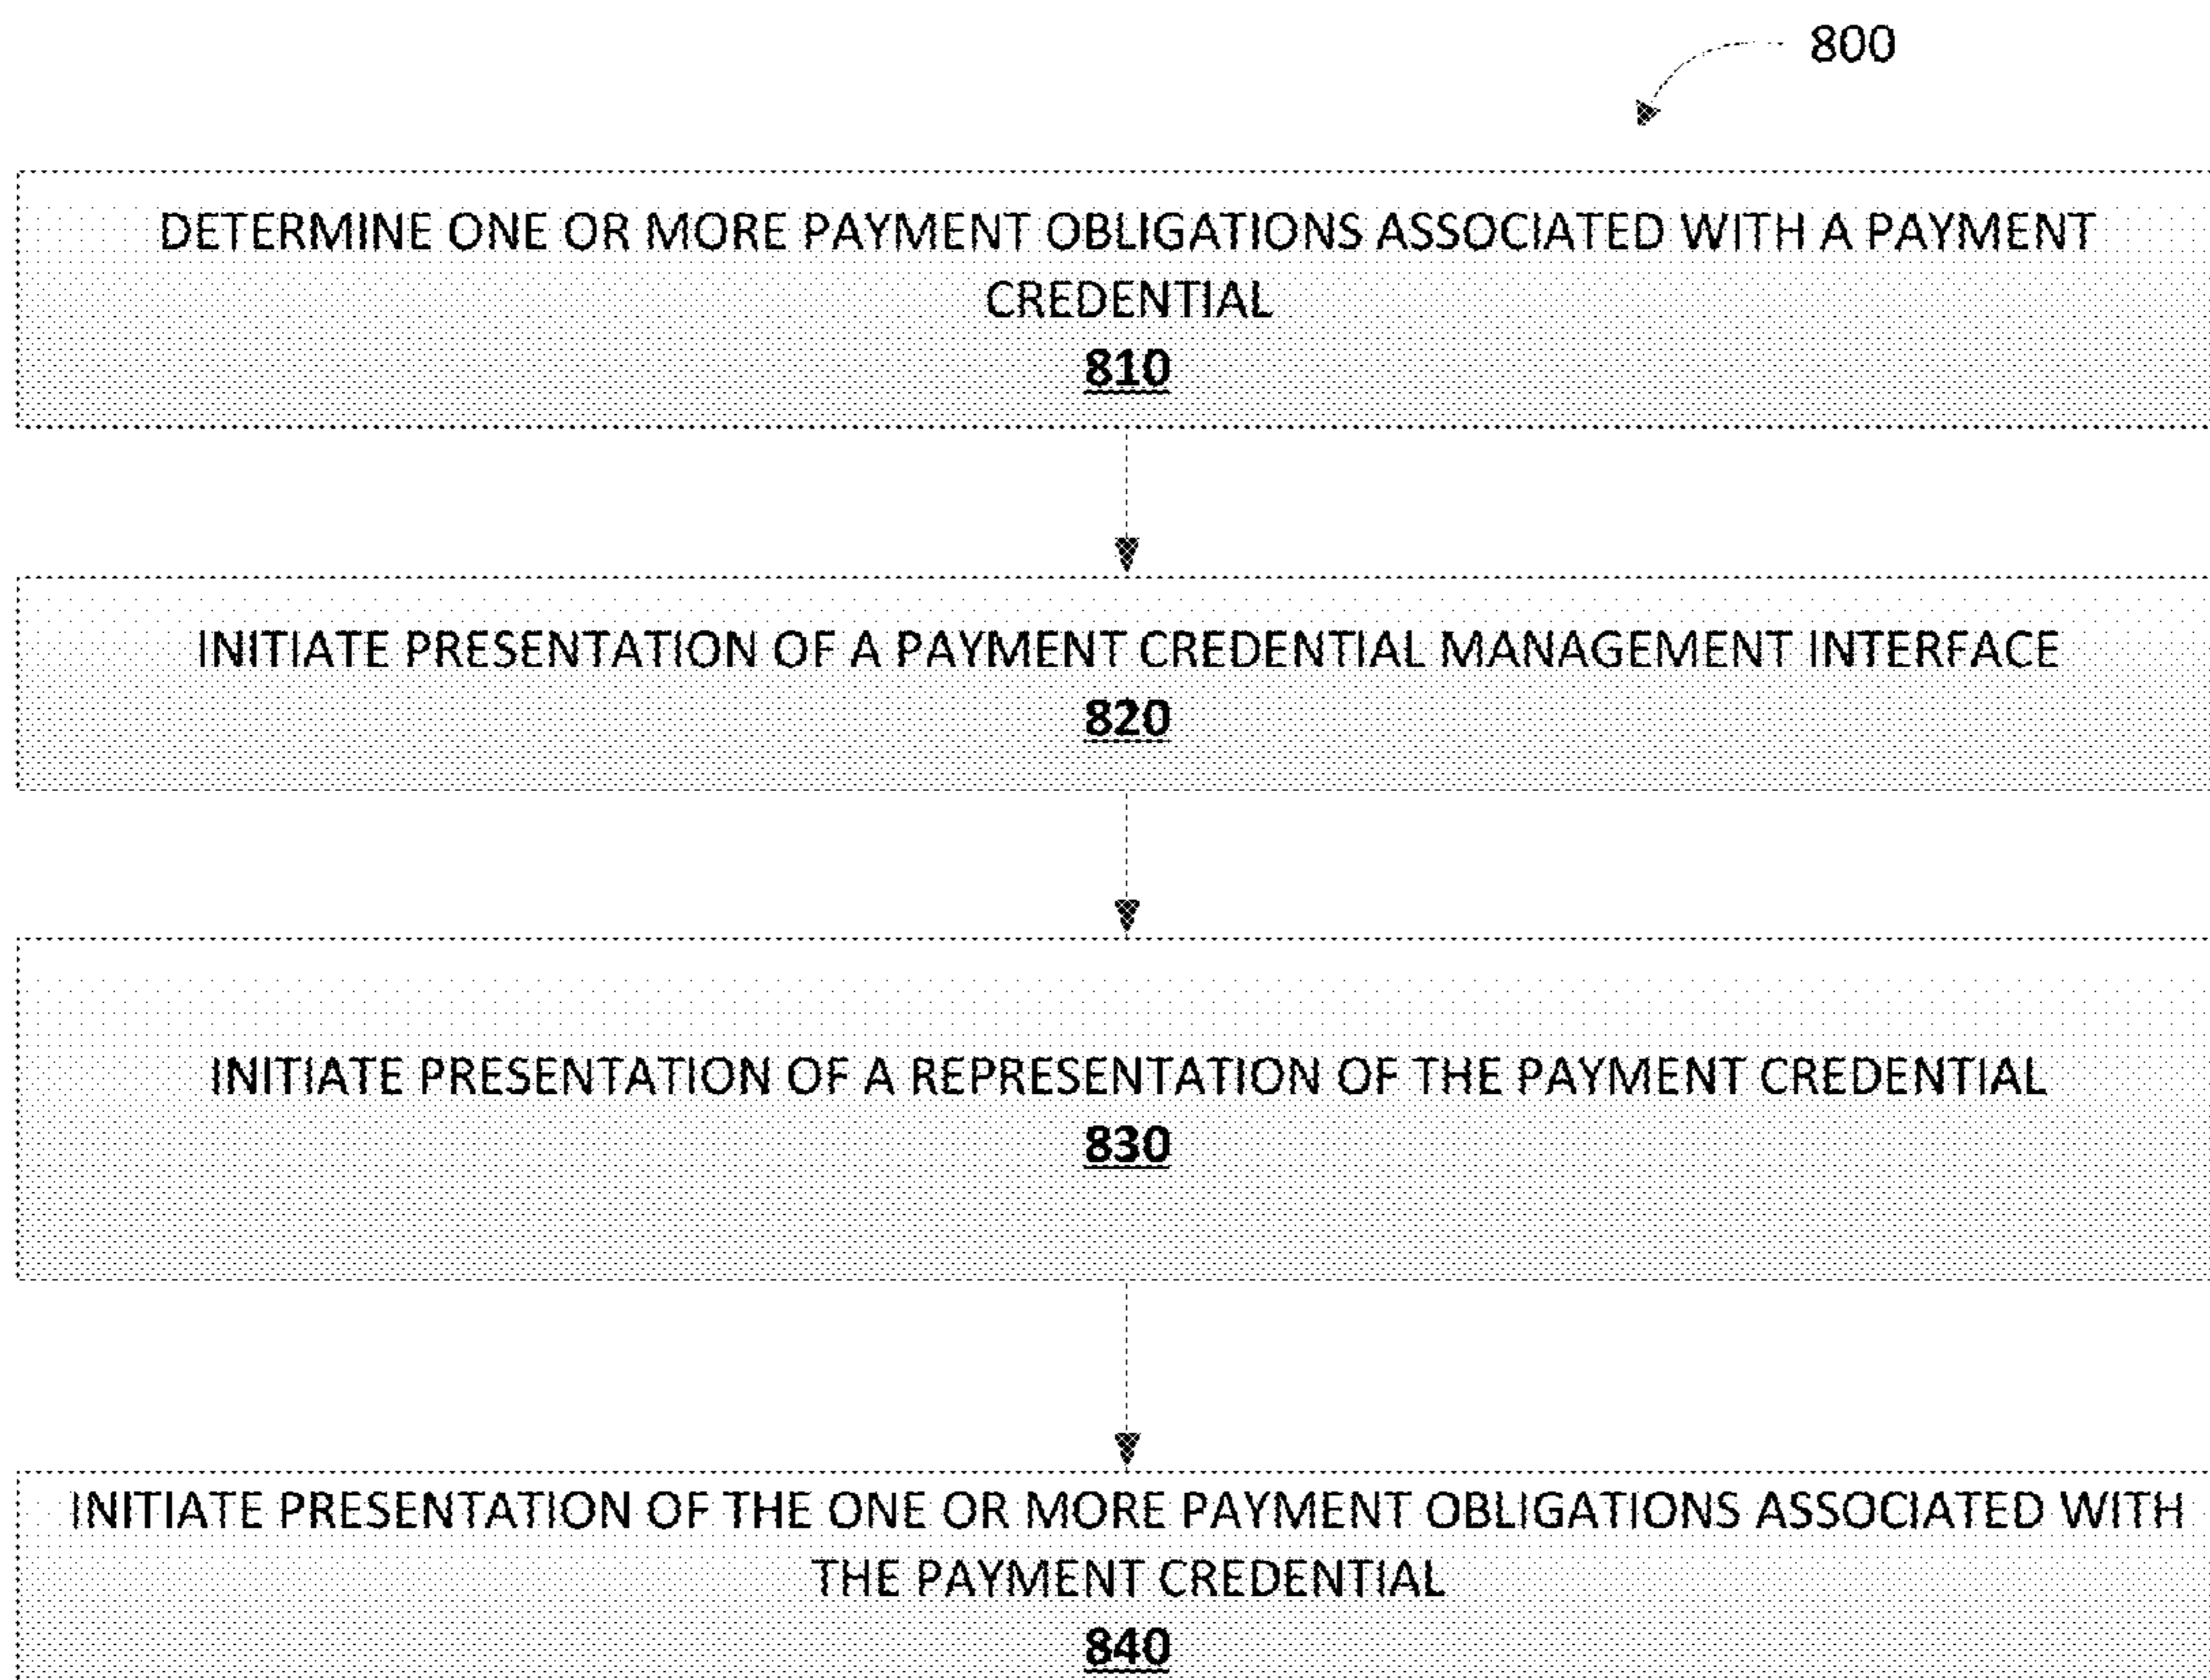 800
DETERMINE ONE OR MORE PAYMENT OBLIGATIONS ASSOCIATED WITH A PAYMENT
CREDENTIAL
810
INITIATE PRESENTATION OF A PAYMENT CREDENTIAL MANAGEMENT INTERFACE
820
INITIATE PRESENTATION OF A REPRESENTATION OF THE PAYMENT CREDENTIAL
830
INITIATE PRESENTATION OF THE ONE OR MORE PAYMENT OBLIGATIONS ASSOCIATED WITH
THE PAYMENT CREDENTIAL
840